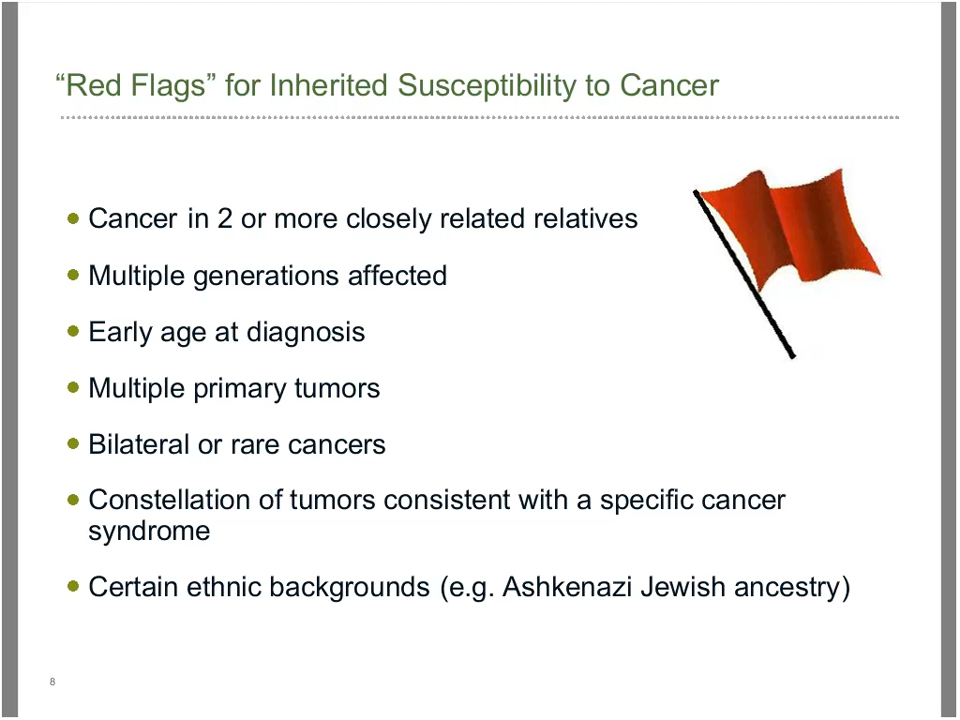 “Red Flags” for Inherited Susceptibility to Cancer
Cancer in 2 or more closely related relatives
Multiple generations affected
Early age at diagnosis
Multiple primary tumors
Bilateral or rare cancers
Constellation of tumors consistent with a specific cancer
syndrome
Certain ethnic backgrounds (e.g. Ashkenazi Jewish ancestry)
8